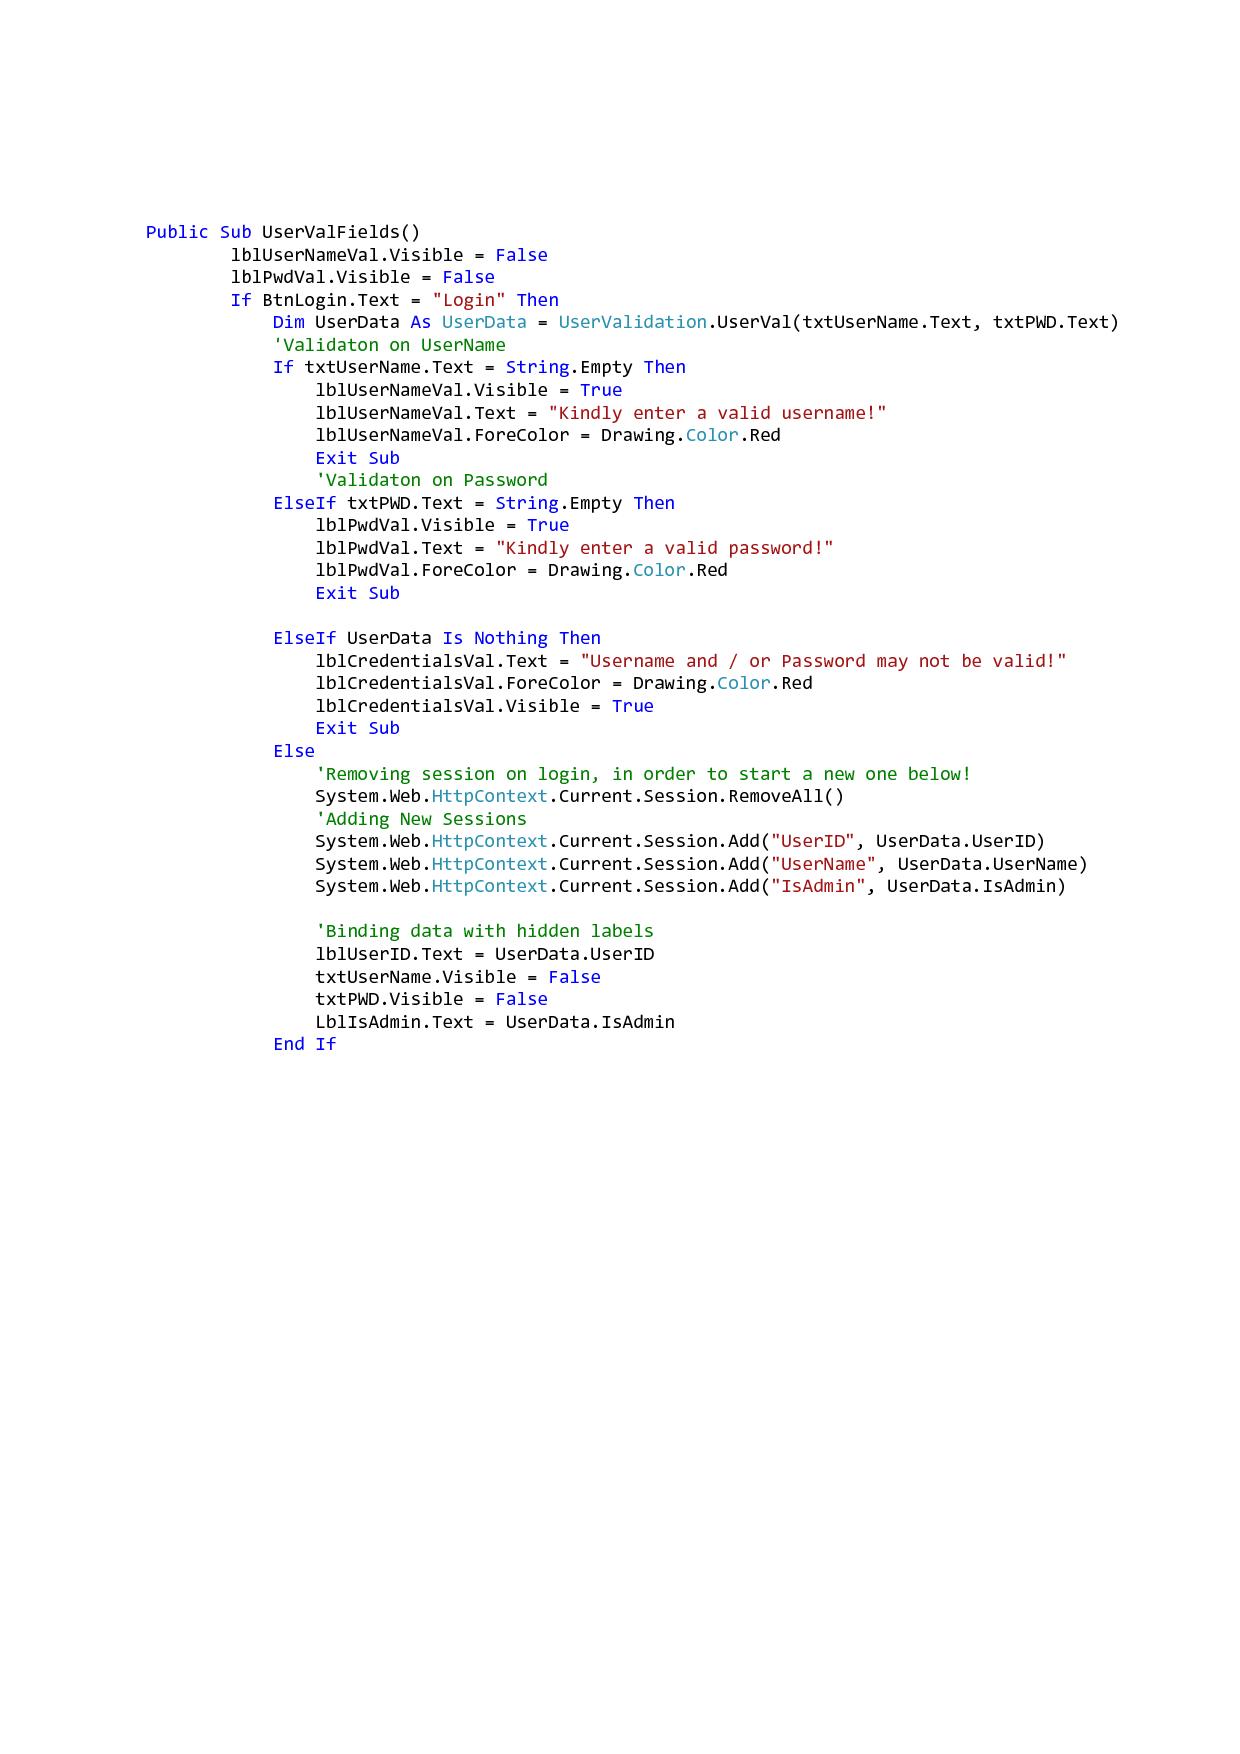 Public Sub UserValFields()
        lblUserNameVal.Visible = False
        lblPwdVal.Visible = False
        If BtnLogin.Text = "Login" Then
            Dim UserData As UserData = UserValidation.UserVal(txtUserName.Text, txtPWD.Text)
            'Validaton on UserName
            If txtUserName.Text = String.Empty Then
                lblUserNameVal.Visible = True
                lblUserNameVal.Text = "Kindly enter a valid username!"
                lblUserNameVal.ForeColor = Drawing.Color.Red
                Exit Sub
                'Validaton on Password
            ElseIf txtPWD.Text = String.Empty Then
                lblPwdVal.Visible = True
                lblPwdVal.Text = "Kindly enter a valid password!"
                lblPwdVal.ForeColor = Drawing.Color.Red
                Exit Sub

            ElseIf UserData Is Nothing Then
                lblCredentialsVal.Text = "Username and / or Password may not be valid!"
                lblCredentialsVal.ForeColor = Drawing.Color.Red
                lblCredentialsVal.Visible = True
                Exit Sub
            Else
                'Removing session on login, in order to start a new one below!
                System.Web.HttpContext.Current.Session.RemoveAll()
                'Adding New Sessions
                System.Web.HttpContext.Current.Session.Add("UserID", UserData.UserID)
                System.Web.HttpContext.Current.Session.Add("UserName", UserData.UserName)
                System.Web.HttpContext.Current.Session.Add("IsAdmin", UserData.IsAdmin)

                'Binding data with hidden labels
                lblUserID.Text = UserData.UserID
                txtUserName.Visible = False
                txtPWD.Visible = False
                LblIsAdmin.Text = UserData.IsAdmin
            End If